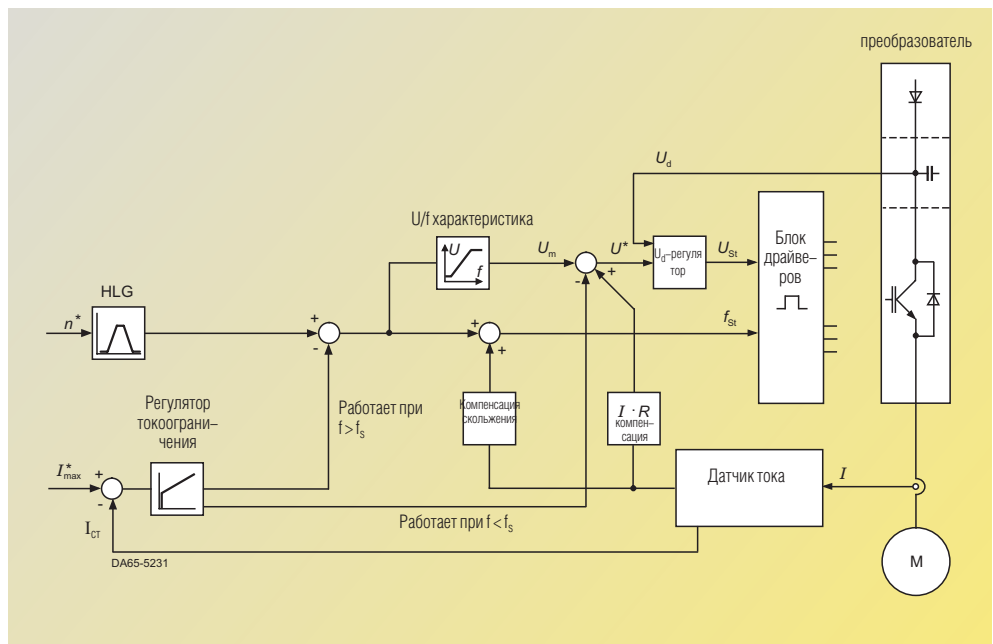 преобразователь
U_d
U/f характеристика
U
f
U_m
U*
+
-
U_d–регуля
тор
U_St
Блок
драйве–
ров
HLG
n*
+
-
+
+
f_St
Регулятор
токоограни–
чения
Работает при
f > f_s
Компенсация
скольжения
I · R
компен–
сация
I*_max
+
-
I_СТ
Датчик тока
I
Работает при f < f_s
DA65-5231
M